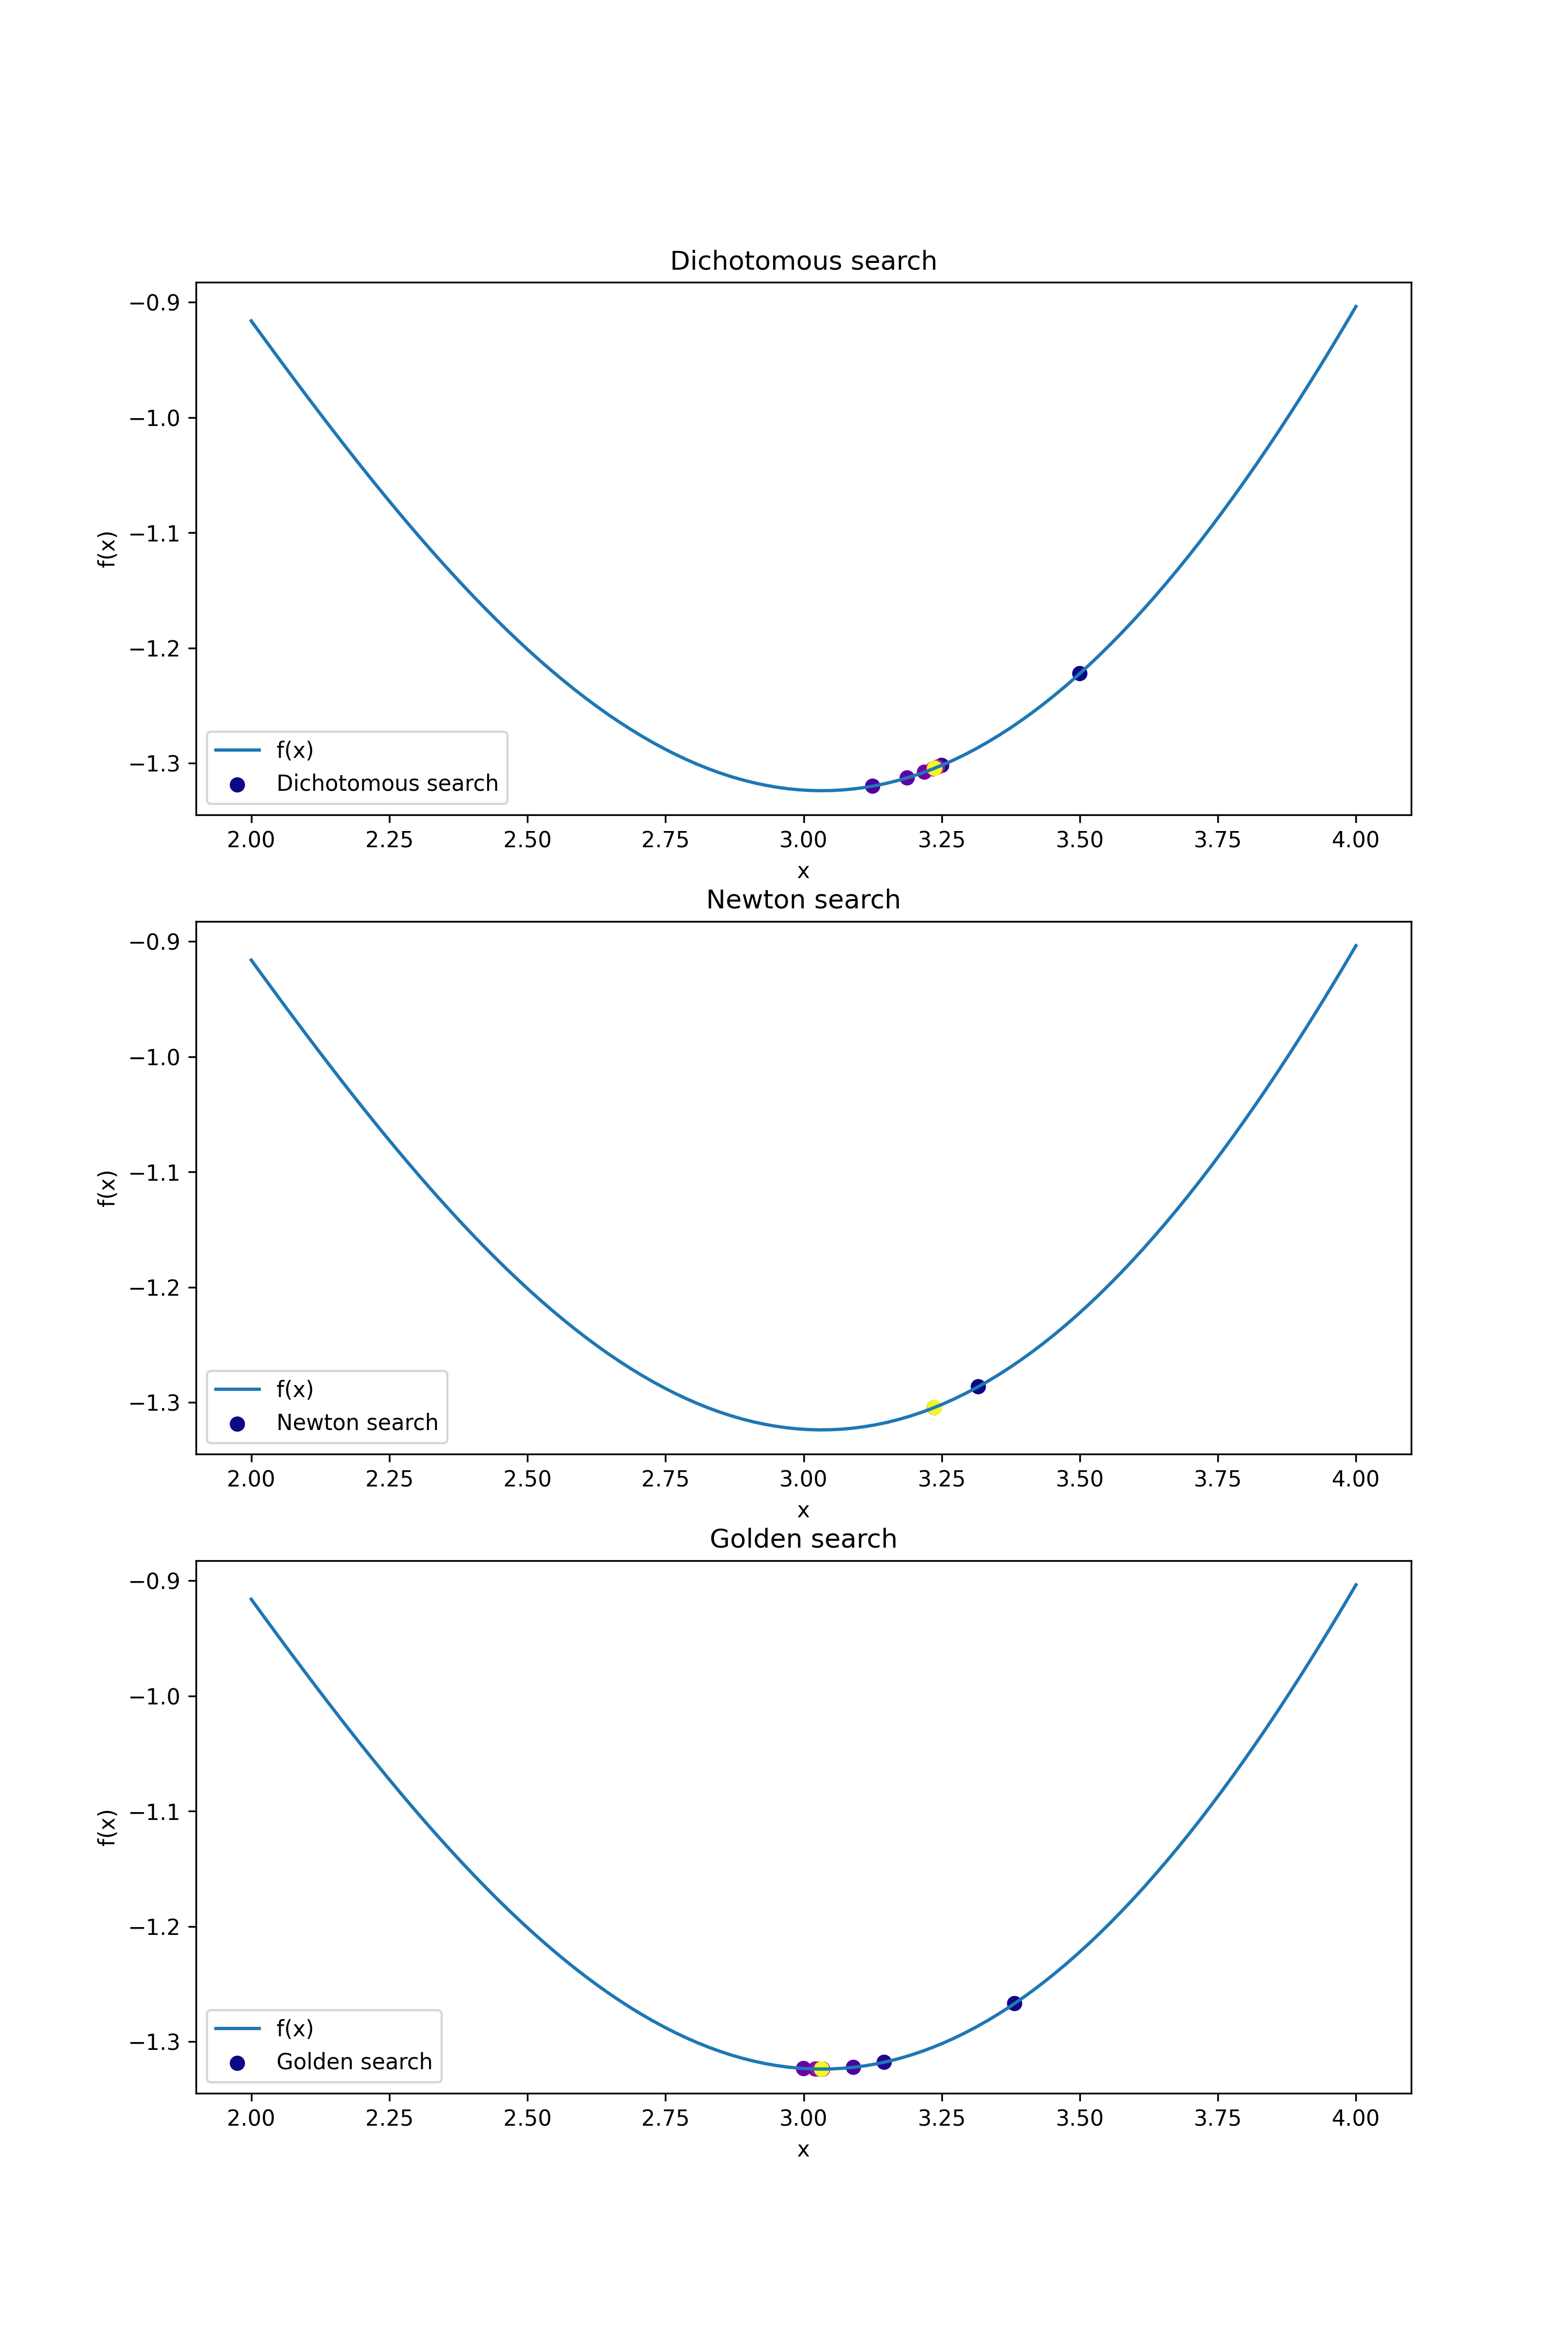 Dichotomous search
−0.9
−1.0
−1.1
−1.2
−1.3
f(x)
f(x)
Dichotomous search
2.00 2.25 2.50 2.75 3.00 3.25 3.50 3.75 4.00
x
Newton search
−0.9
−1.0
−1.1
−1.2
−1.3
f(x)
f(x)
Newton search
2.00 2.25 2.50 2.75 3.00 3.25 3.50 3.75 4.00
x
Golden search
−0.9
−1.0
−1.1
−1.2
−1.3
f(x)
f(x)
Golden search
2.00 2.25 2.50 2.75 3.00 3.25 3.50 3.75 4.00
x